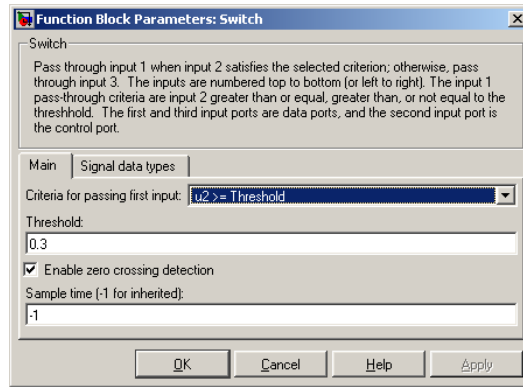 Function Block Parameters: Switch
Switch
Pass through input 1 when input 2 satisfies the selected criterion; otherwise, pass
through input 3. The inputs are numbered top to bottom (or left to right). The input 1
pass-through criteria are input 2 greater than or equal, greater than, or not equal to the
threshhold. The first and third input ports are data ports, and the second input port is
the control port.
Main Signal data types
Criteria for passing first input: u2 >= Threshold
Threshold:
0.3
Enable zero crossing detection
Sample time (-1 for inherited):
-1
OK Cancel Help Apply